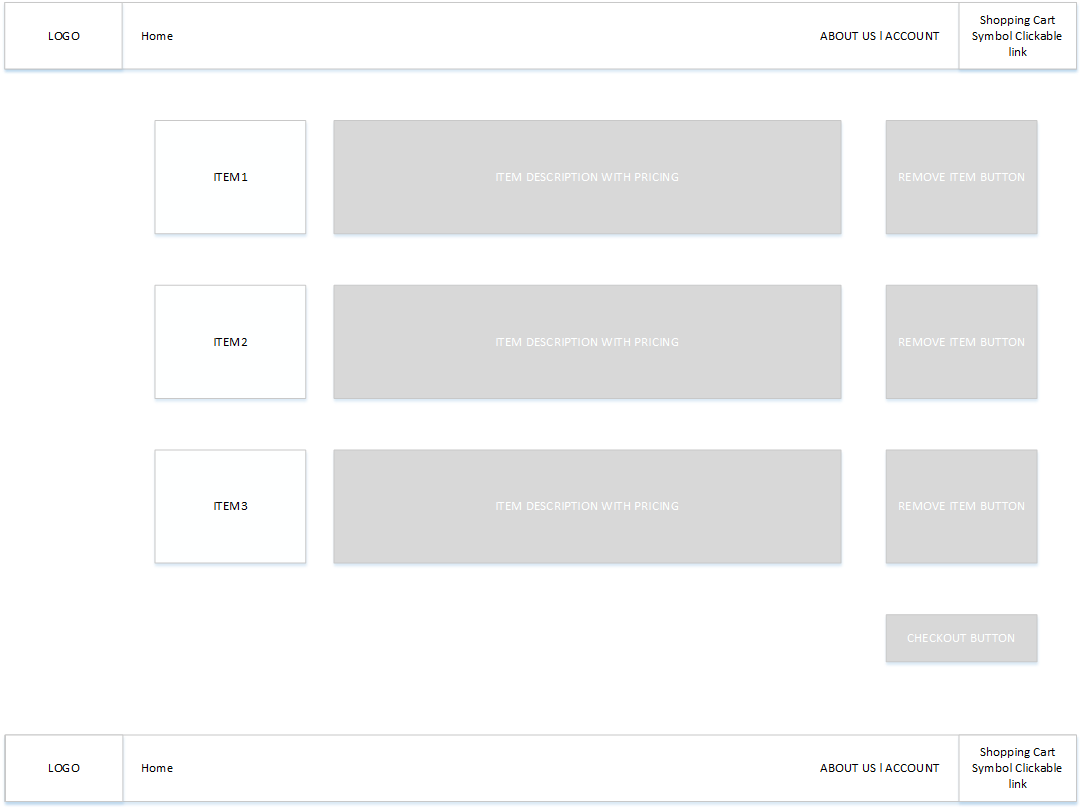 LOGO
Home
ABOUT US | ACCOUNT
Shopping Cart
Symbol Clickable
link
ITEM1
ITEM DESCRIPTION WITH PRICING
REMOVE ITEM BUTTON
ITEM2
ITEM DESCRIPTION WITH PRICING
REMOVE ITEM BUTTON
ITEM3
ITEM DESCRIPTION WITH PRICING
REMOVE ITEM BUTTON
CHECKOUT BUTTON
LOGO
Home
ABOUT US | ACCOUNT
Shopping Cart
Symbol Clickable
link